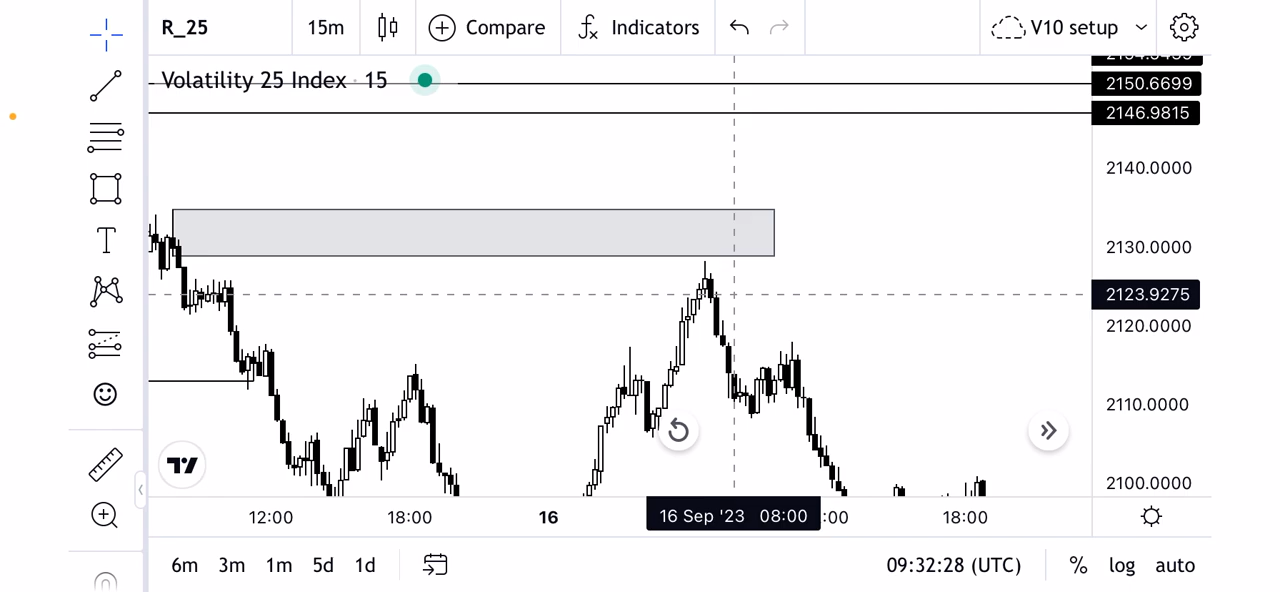 R_25 15m Compare Indicators V10 setup
2150.6699
Volatility 25 Index · 15
2146.9815
2140.0000
2130.0000
2123.9275
2120.0000
2110.0000
2100.0000
12:00 18:00 16 16 Sep '23 08:00 :00 18:00
6m 3m 1m 5d 1d 09:32:28 (UTC) % log auto